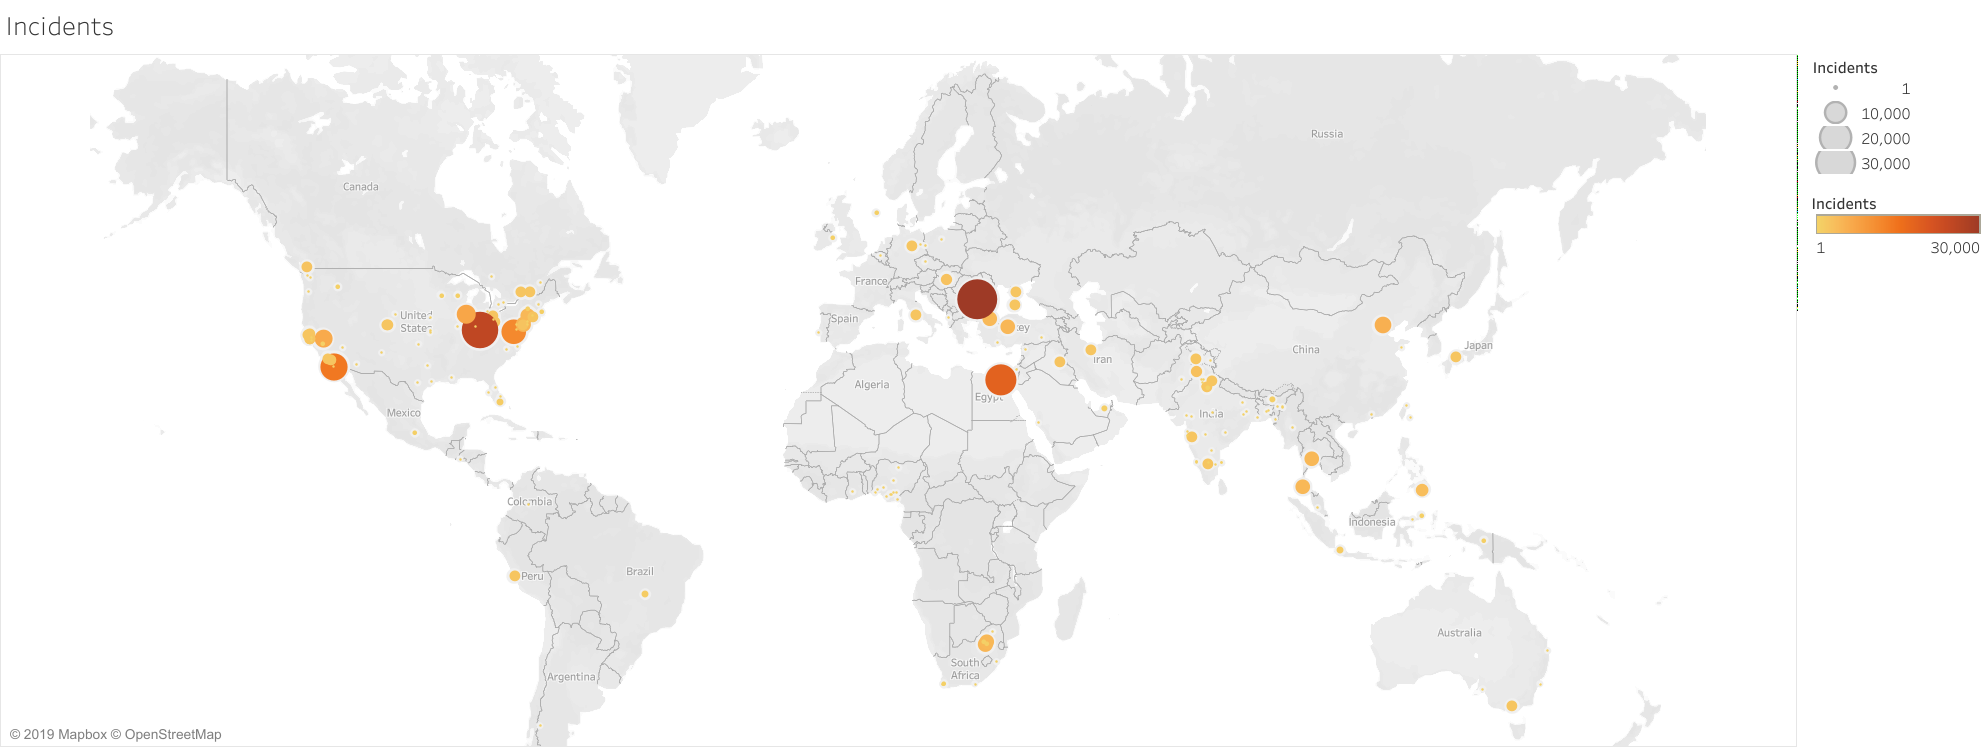 Incidents
Incidents
1
10,000
20,000
30,000
Incidents
1 30,000
Russia
Canada
France
United
States
Spain
Japan
China
Iran
Algeria
Egypt
Mexico
India
Colombia
Indonesia
Brazil
Peru
Australia
South
Africa
Argentina
© 2019 Mapbox © OpenStreetMap